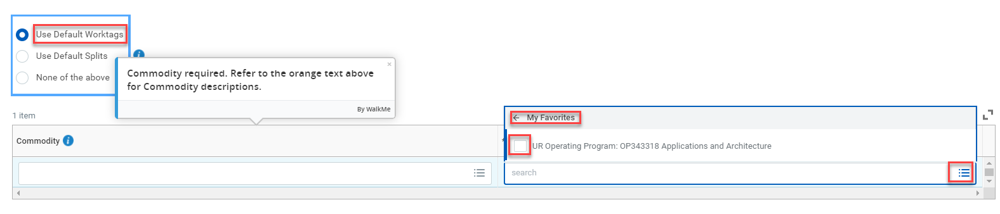 Use Default Worktags
Use Default Splits
None of the above
Commodity required. Refer to the orange text above
for Commodity descriptions.
By WalkMe
1 item
My Favorites
Commodity
*
UR Operating Program: OP343318 Applications and Architecture
search